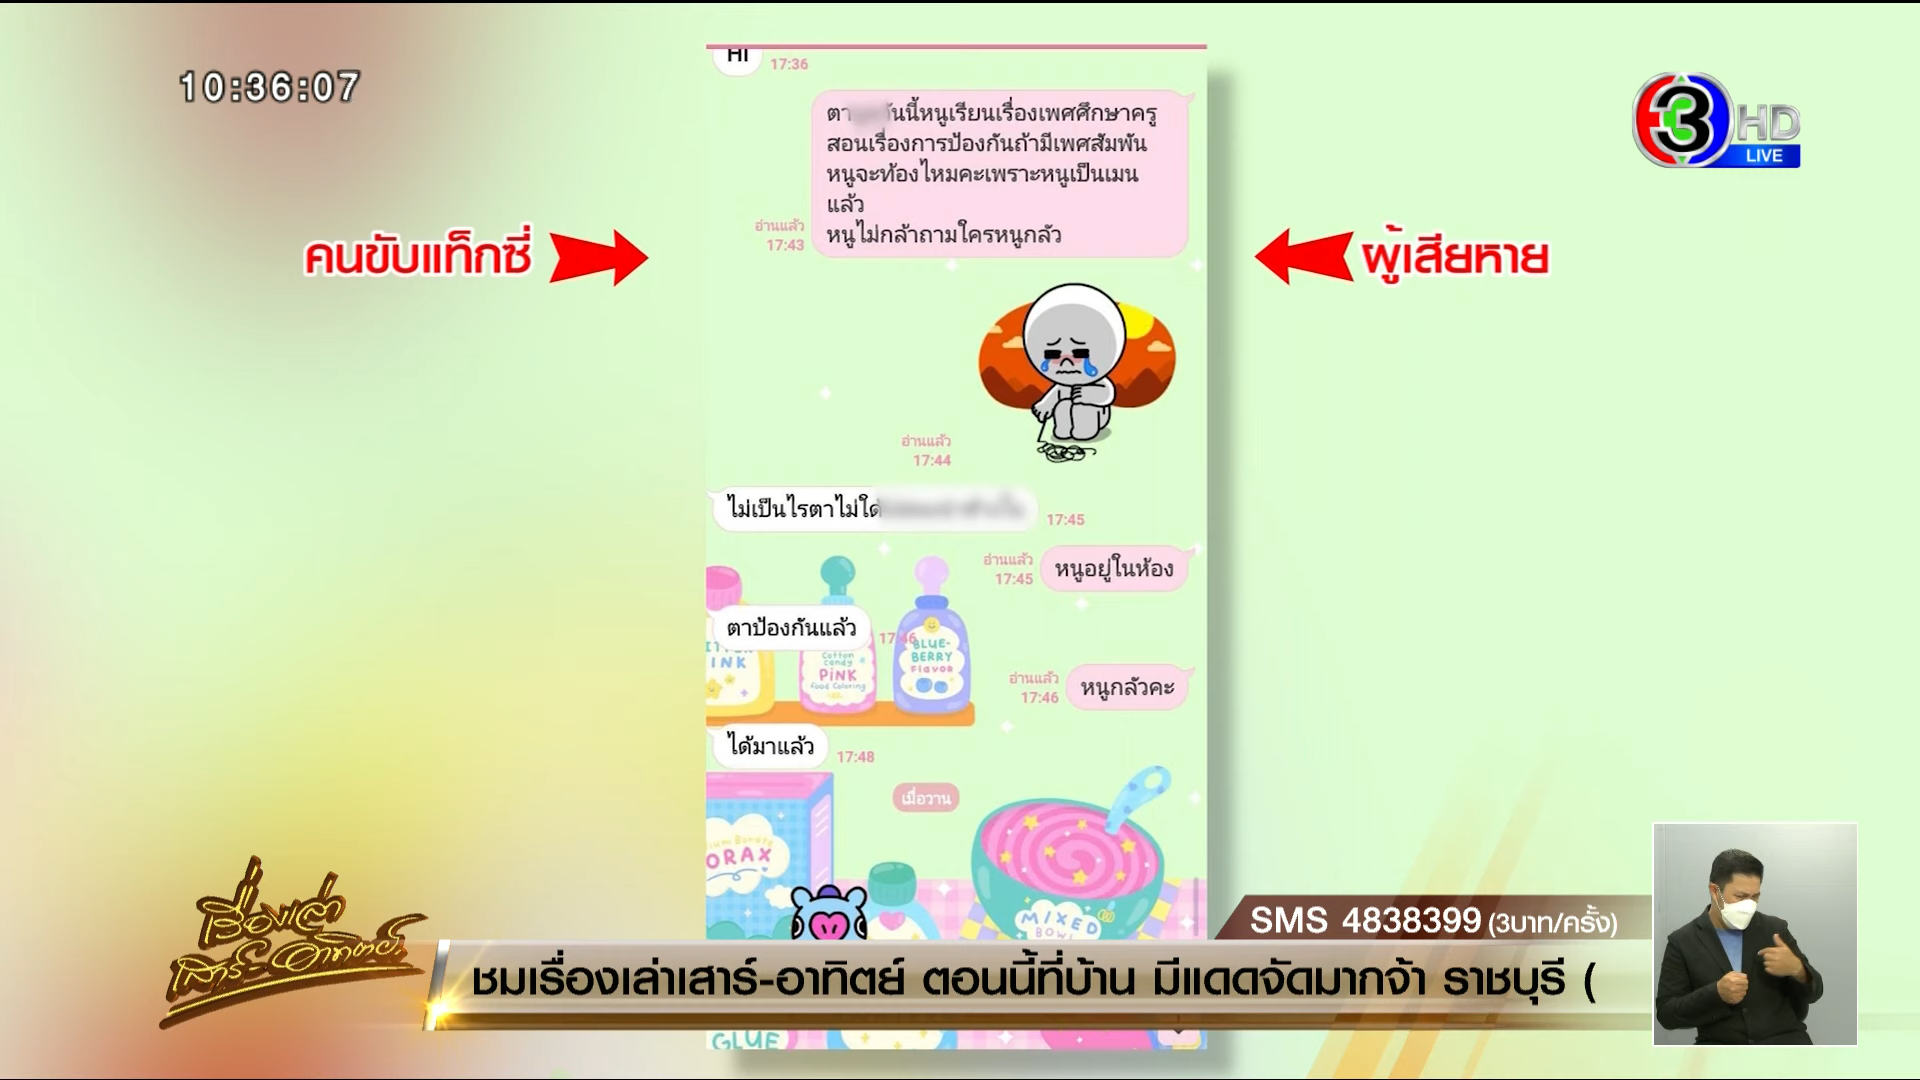 10:36:07
3 HD
LIVE
HI
17:36
ตา
ันนี้หนูเรียนเรื่องเพศศึกษาครู
สอนเรื่องการป้องกันถ้ามีเพศสัมพัน
หนูจะท้องไหมคะเพราะหนูเป็นเมน
แล้ว
หนูไม่กล้าถามใครหนูกลัว
อ่านแล้ว
17:43
คนขับแท็กซี่
ผู้เสียหาย
อ่านแล้ว
17:44
ไม่เป็นไรตาไม่ใด้
17:45
อ่านแล้ว
17:45
หนูอยู่ในห้อง
ตาป้องกันแล้ว
17:46
INK
Cotton
candy
PINK
food Coloring
BLUE-
BERRY
Flavor
อ่านแล้ว
17:46
หนูกลัวคะ
ได้มาแล้ว
17:48
เมื่อวาน
ORAX
MIXED
BOWL
เรื่องเล่า
เสาร์-อาทิตย์
SMS 4838399 (3บาท/ครั้ง)
ชมเรื่องเล่าเสาร์-อาทิตย์ ตอนนี้ที่บ้าน มีแดดจัดมากจ้า ราชบุรี (
GLUE